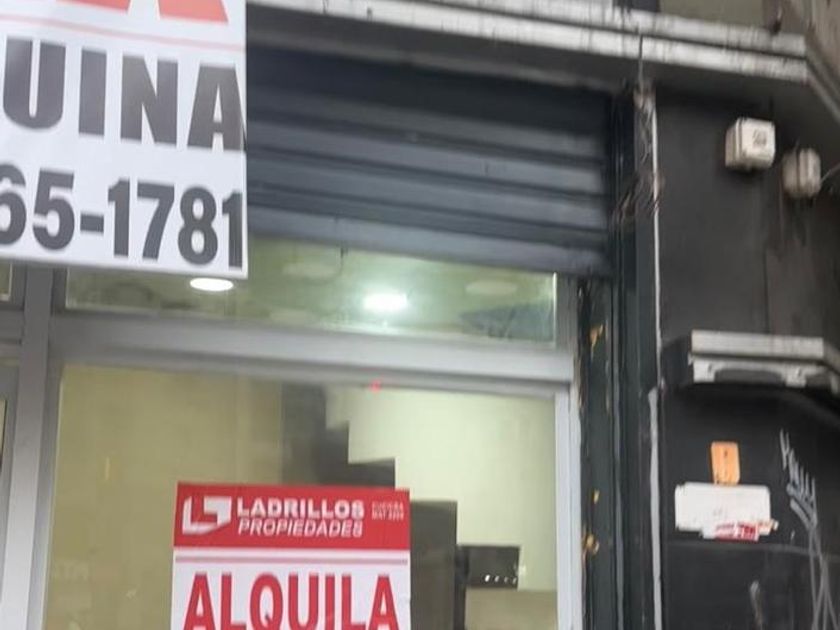 UINA
65-1781
LADRILLOS
PROPIEDADES
ALQUILA